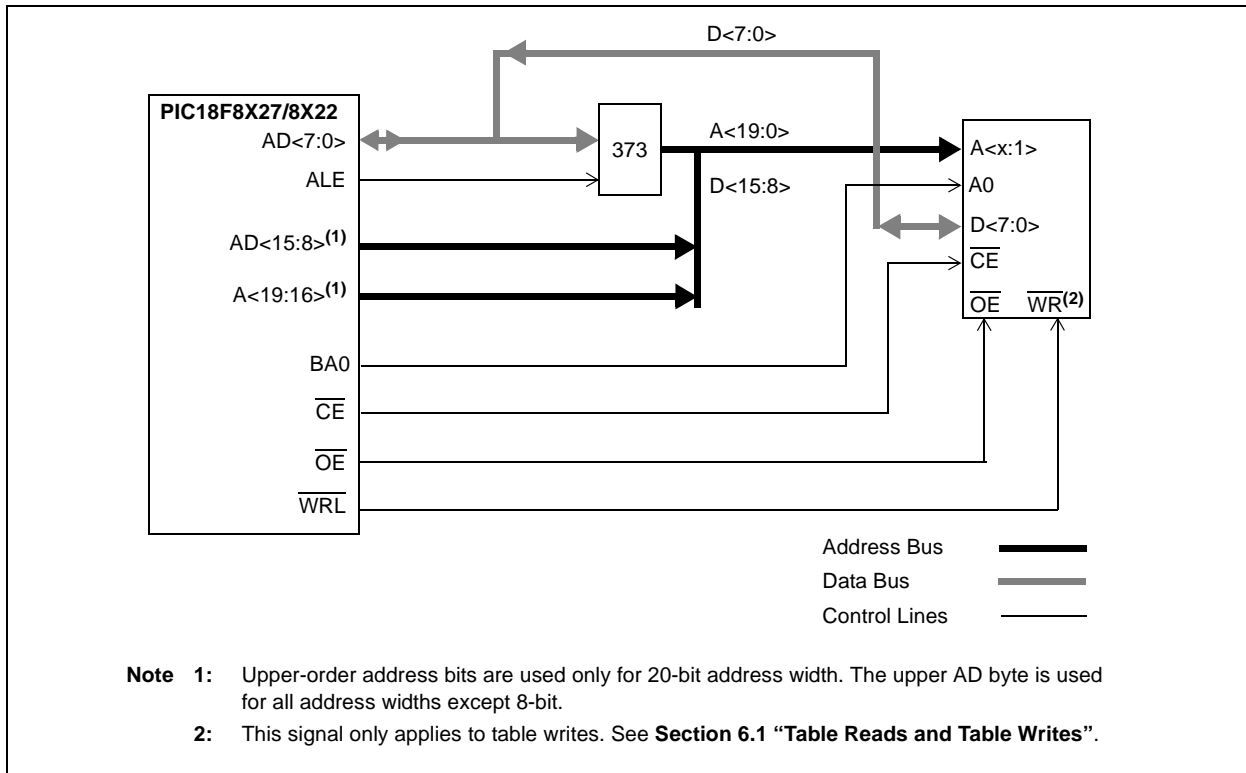 D<7:0>
PIC18F8X27/8X22
AD<7:0>
373
A<19:0>
A<x:1>
ALE
D<15:8>
A0
D<7:0>
AD<15:8>(1)
CE
A<19:16>(1)
OE WR(2)
BA0
CE
OE
WRL
Address Bus
Data Bus
Control Lines
Note 1: Upper-order address bits are used only for 20-bit address width. The upper AD byte is used
for all address widths except 8-bit.
2: This signal only applies to table writes. See Section 6.1 “Table Reads and Table Writes”.